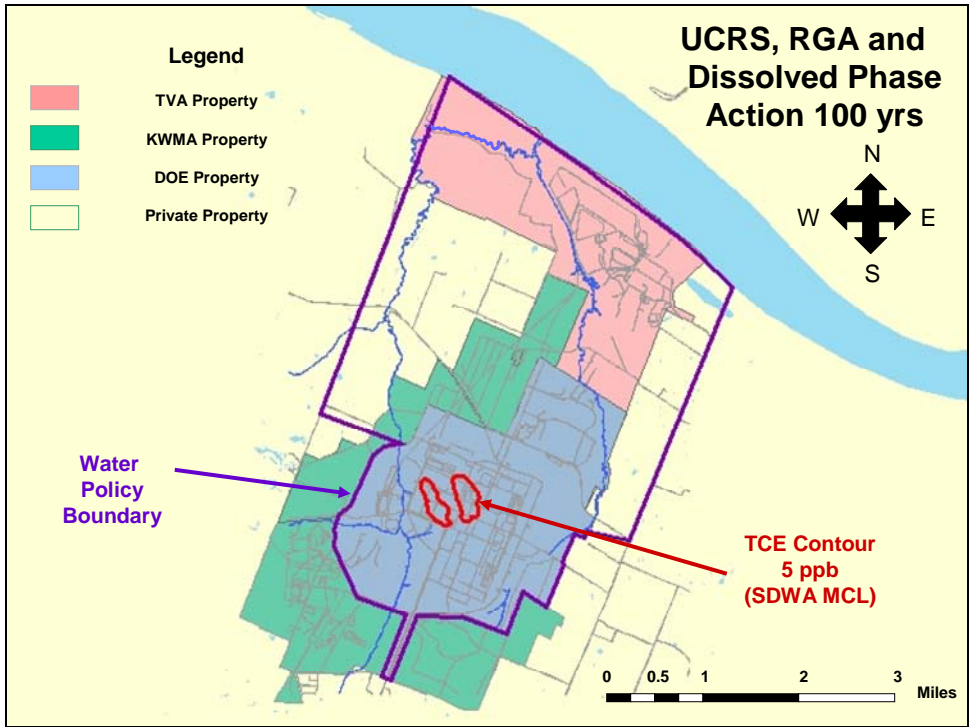 UCRS, RGA and
Dissolved Phase
Action 100 yrs
Legend
TVA Property
KWMA Property
DOE Property
Private Property
N
W
E
S
Water
Policy
Boundary
TCE Contour
5 ppb
(SDWA MCL)
0 0.5 1 2 3
Miles